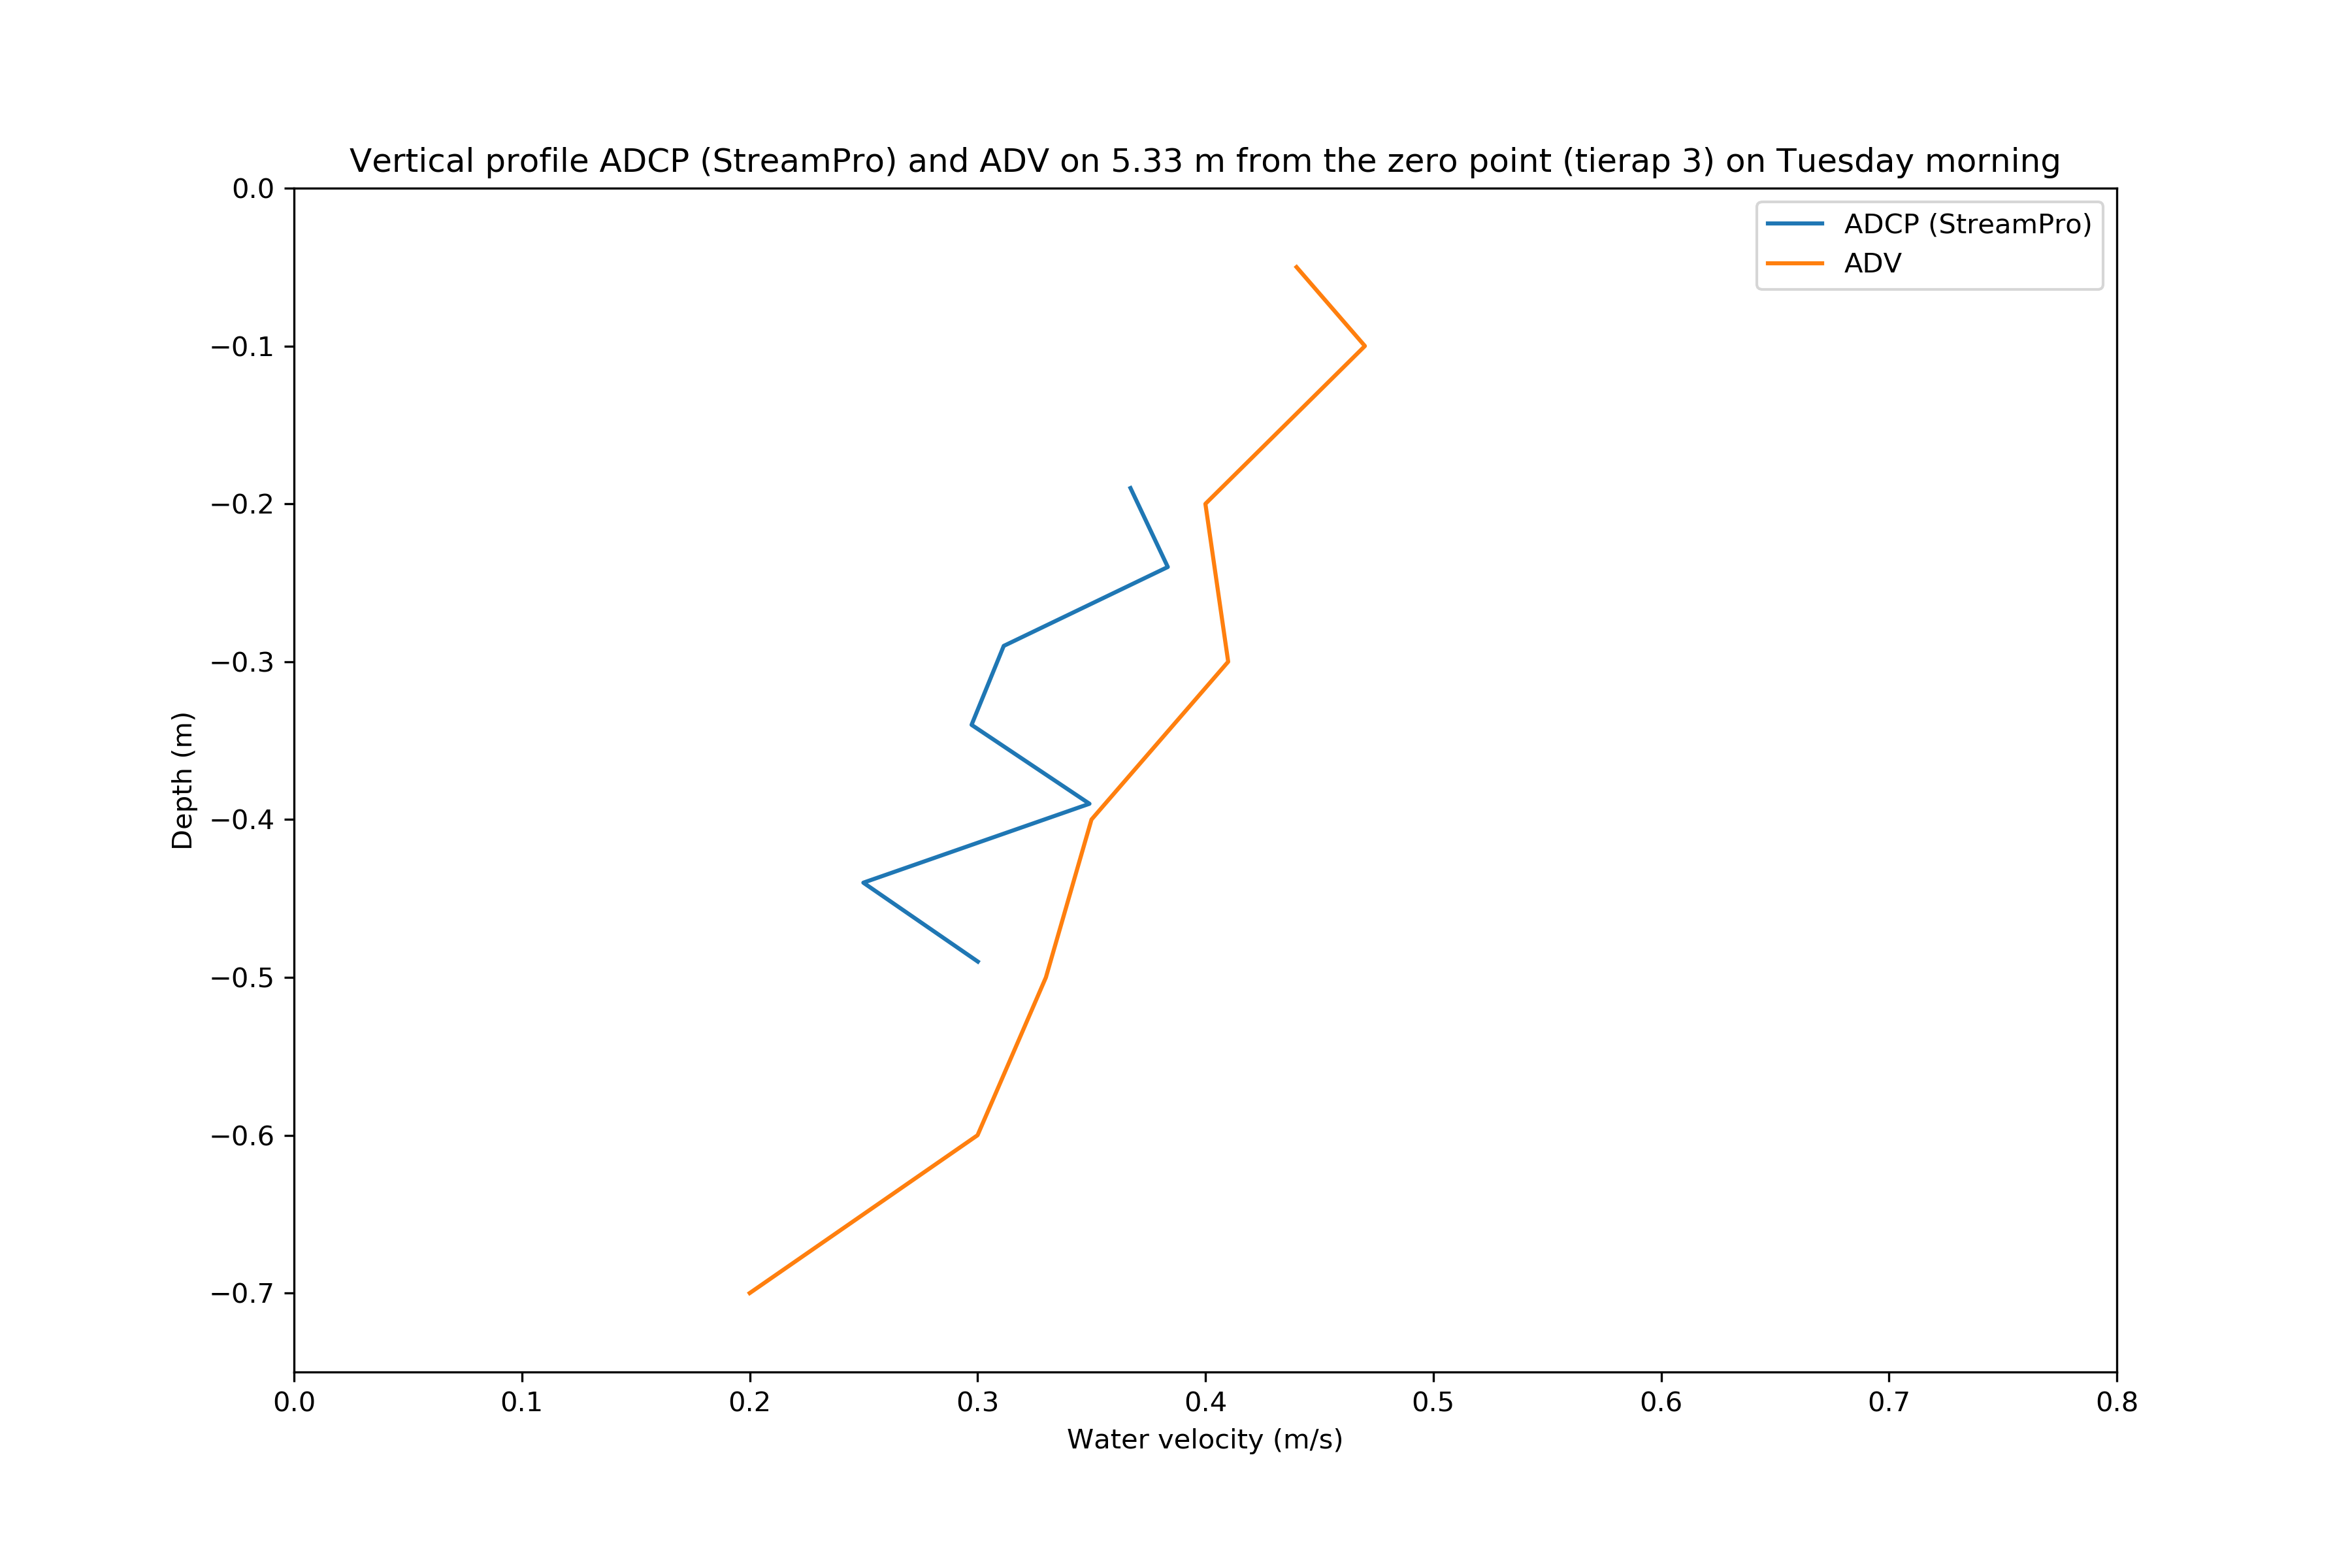 Vertical profile ADCP (StreamPro) and ADV on 5.33 m from the zero point (tierap 3) on Tuesday morning
ADCP (StreamPro)
ADV
Depth (m)
0.0
−0.1
−0.2
−0.3
−0.4
−0.5
−0.6
−0.7
0.0 0.1 0.2 0.3 0.4 0.5 0.6 0.7 0.8
Water velocity (m/s)